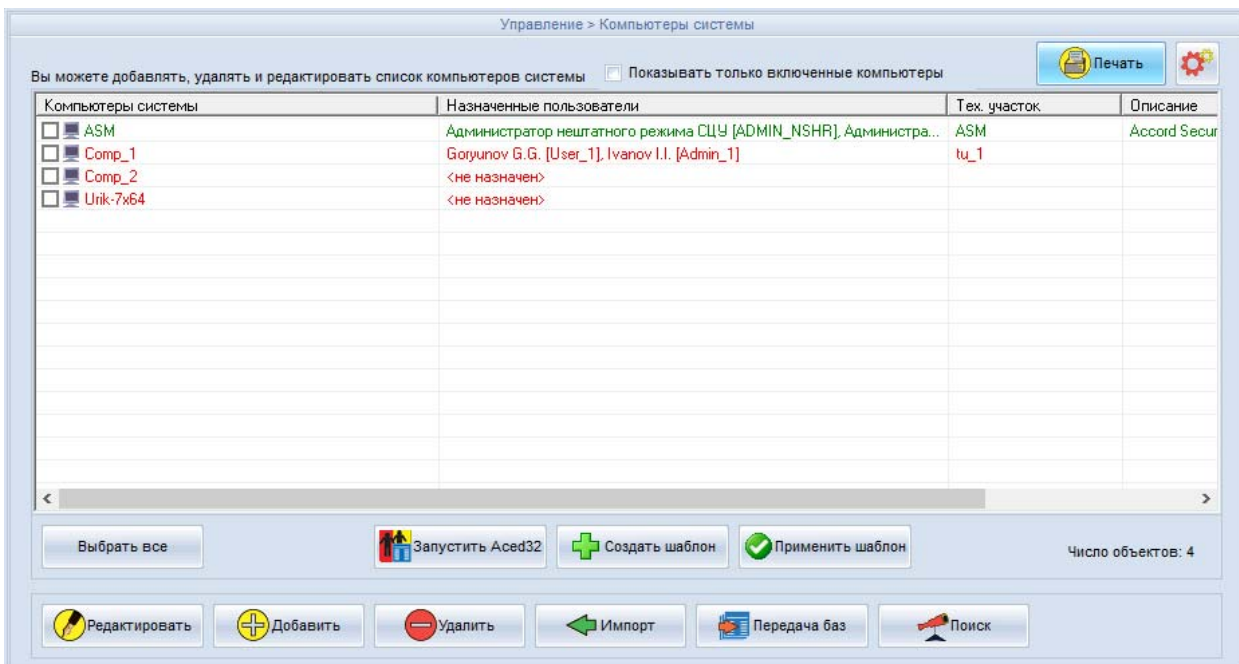 Управление > Компьютеры системы
Печать
Вы можете добавлять, удалять и редактировать список компьютеров системы Показывать только включенные компьютеры
Компьютеры системы Назначенные пользователи Тех. участок Описание
ASM Администратор нештатного режима СЦУ [ADMIN_NSHR], Администра... ASM Accord Secur
Comp_1 Goryunov G.G. [User_1], Ivanov I.I. [Admin_1] tu_1
Comp_2 <не назначен>
Urik-7x64 <не назначен>
Выбрать все Запустить Aced32 Создать шаблон Применить шаблон Число объектов: 4
Редактировать Добавить Удалить Импорт Передача баз Поиск